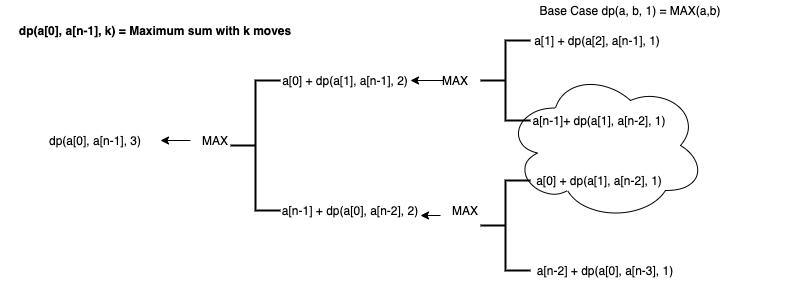 Base Case dp(a, b, 1) = MAX(a,b)
dp(a[0], a[n-1], k) = Maximum sum with k moves
a[1] + dp(a[2], a[n-1], 1)
a[0] + dp(a[1], a[n-1], 2)
MAX
a[n-1]+ dp(a[1], a[n-2], 1)
dp(a[0], a[n-1], 3)
MAX
a[0] + dp(a[1], a[n-2], 1)
a[n-1] + dp(a[0], a[n-2], 2)
MAX
a[n-2] + dp(a[0], a[n-3], 1)